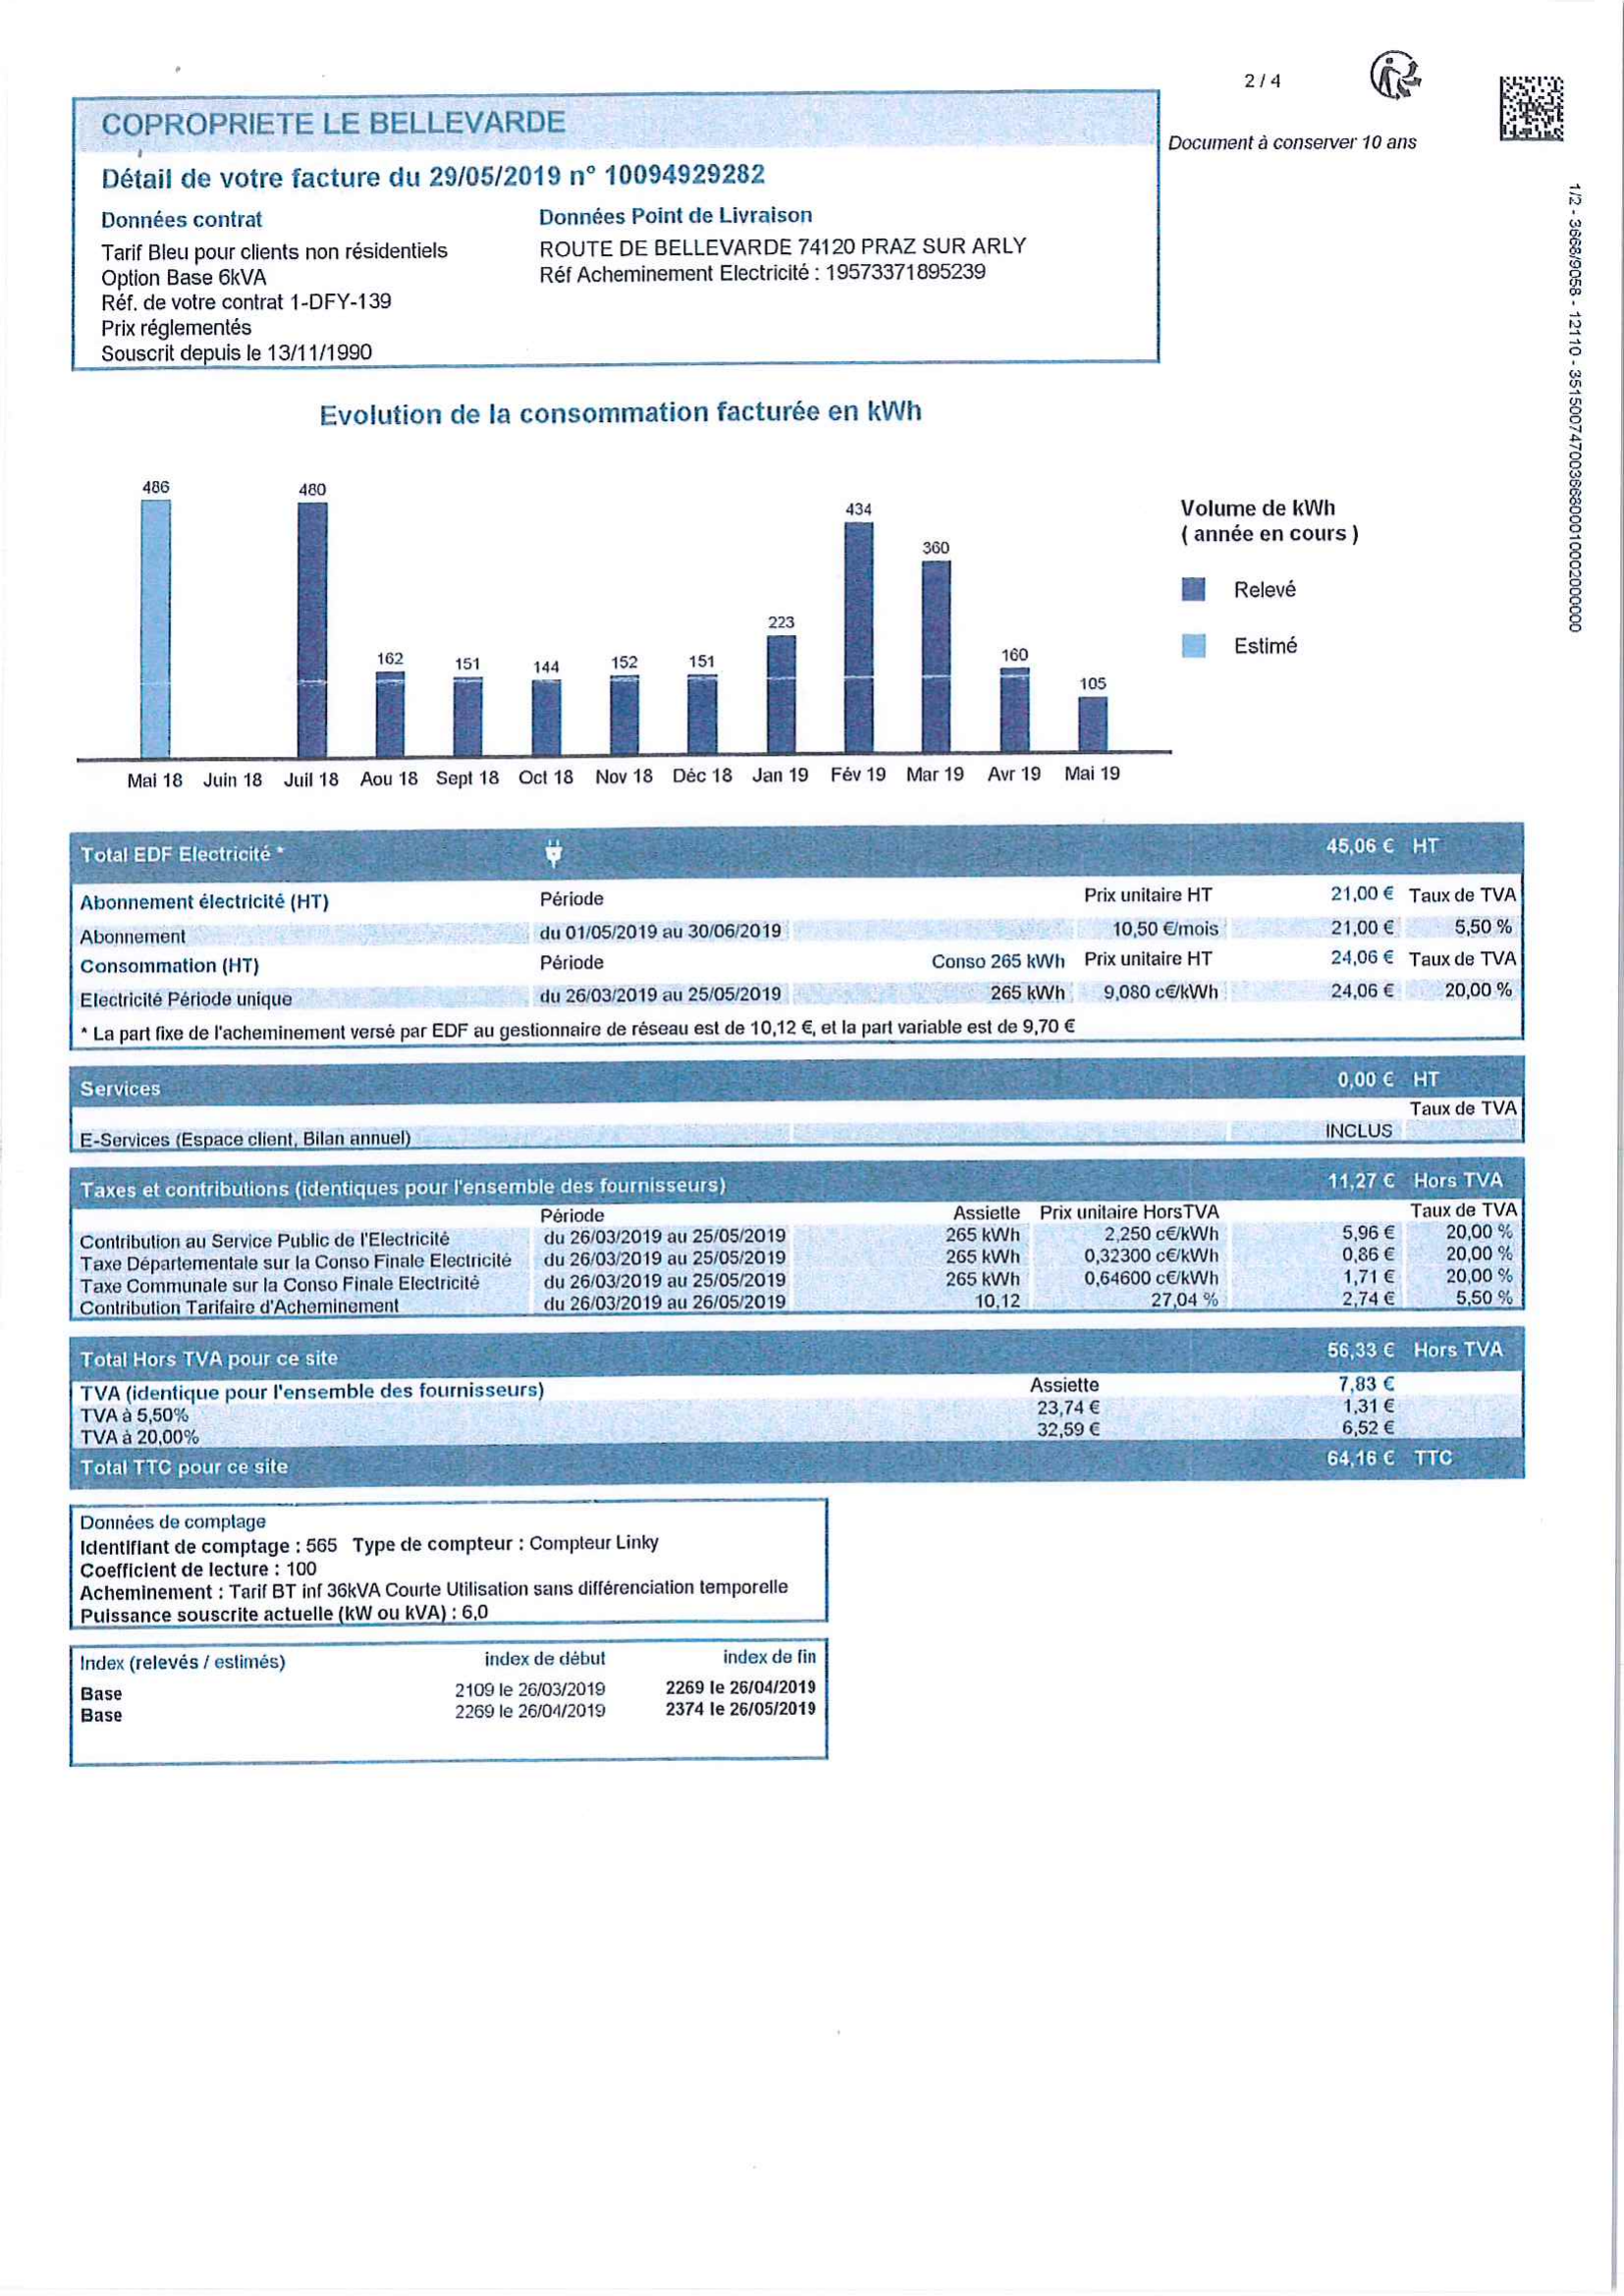 2 / 4
Document à conserver 10 ans
1/2 - 3668/9058 - 12110 - 3515007470036680001000200000
COPROPRIETE LE BELLEVARDE
Détail de votre facture du 29/05/2019 n° 10094929282
Données contrat
Tarif Bleu pour clients non résidentiels
Option Base 6kVA
Réf. de votre contrat 1-DFY-139
Prix réglementés
Souscrit depuis le 13/11/1990
Données Point de Livraison
ROUTE DE BELLEVARDE 74120 PRAZ SUR ARLY
Réf Acheminement Electricité : 19573371895239
Evolution de la consommation facturée en kWh
486 480 162 151 144 152 151 223 434 360 160 105
Mai 18 Juin 18 Juil 18 Aou 18 Sept 18 Oct 18 Nov 18 Déc 18 Jan 19 Fév 19 Mar 19 Avr 19 Mai 19
Volume de kWh
( année en cours )
Relevé
Estimé
Total EDF Electricité * 45,06 € HT
Abonnement électricité (HT) Période Prix unitaire HT 21,00 € Taux de TVA
Abonnement du 01/05/2019 au 30/06/2019 10,50 €/mois 21,00 € 5,50 %
Consommation (HT) Période Conso 265 kWh Prix unitaire HT 24,06 € Taux de TVA
Electricité Période unique du 26/03/2019 au 25/05/2019 265 kWh 9,080 c€/kWh 24,06 € 20,00 %
* La part fixe de l'acheminement versé par EDF au gestionnaire de réseau est de 10,12 €, et la part variable est de 9,70 €
Services 0,00 € HT
Taux de TVA
E-Services (Espace client, Bilan annuel) INCLUS
Taxes et contributions (identiques pour l'ensemble des fournisseurs) 11,27 € Hors TVA
Période Assiette Prix unitaire HorsTVA Taux de TVA
Contribution au Service Public de l'Electricité du 26/03/2019 au 25/05/2019 265 kWh 2,250 c€/kWh 5,96 € 20,00 %
Taxe Départementale sur la Conso Finale Electricité du 26/03/2019 au 25/05/2019 265 kWh 0,32300 c€/kWh 0,86 € 20,00 %
Taxe Communale sur la Conso Finale Electricité du 26/03/2019 au 25/05/2019 265 kWh 0,64600 c€/kWh 1,71 € 20,00 %
Contribution Tarifaire d'Acheminement du 26/03/2019 au 26/05/2019 10,12 27,04 % 2,74 € 5,50 %
Total Hors TVA pour ce site 56,33 € Hors TVA
TVA (identique pour l'ensemble des fournisseurs) Assiette 7,83 €
TVA à 5,50% 23,74 € 1,31 €
TVA à 20,00% 32,59 € 6,52 €
Total TTC pour ce site 64,16 € TTC
Données de comptage
Identifiant de comptage : 565 Type de compteur : Compteur Linky
Coefficient de lecture : 100
Acheminement : Tarif BT inf 36kVA Courte Utilisation sans différenciation temporelle
Puissance souscrite actuelle (kW ou kVA) : 6,0
Index (relevés / estimés) index de début index de fin
Base 2109 le 26/03/2019 2269 le 26/04/2019
Base 2269 le 26/04/2019 2374 le 26/05/2019